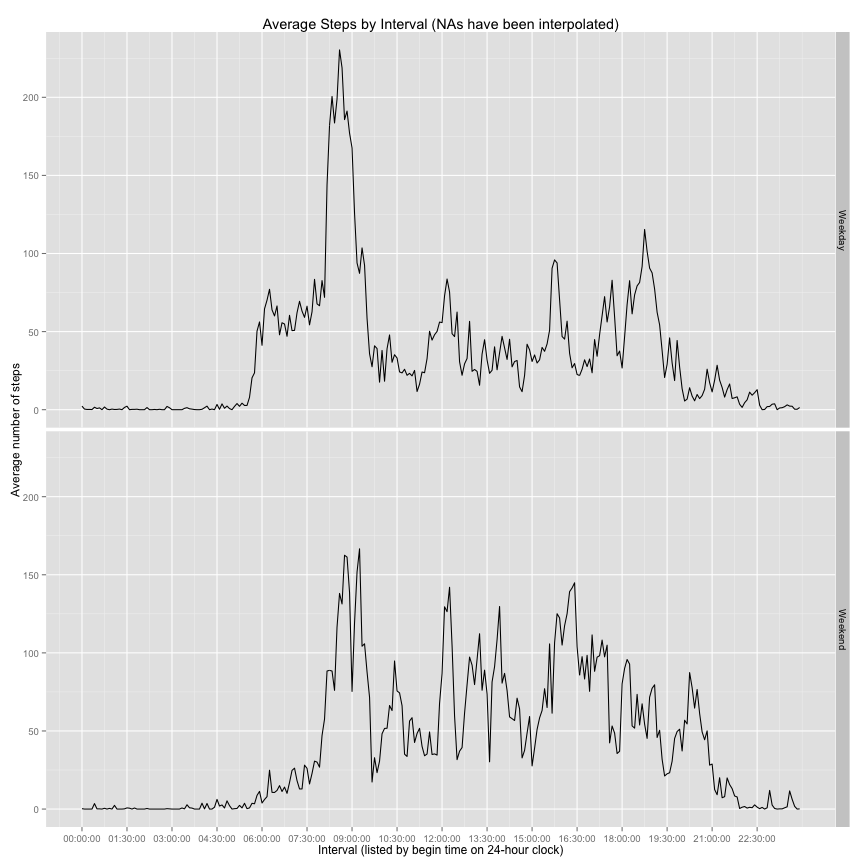 Average Steps by Interval (NAs have been interpolated)
Average number of steps
200
150
100
50
0
Weekday
200
150
100
50
0
Weekend
00:00:00 01:30:00 03:00:00 04:30:00 06:00:00 07:30:00 09:00:00 10:30:00 12:00:00 13:30:00 15:00:00 16:30:00 18:00:00 19:30:00 21:00:00 22:30:00
Interval (listed by begin time on 24-hour clock)